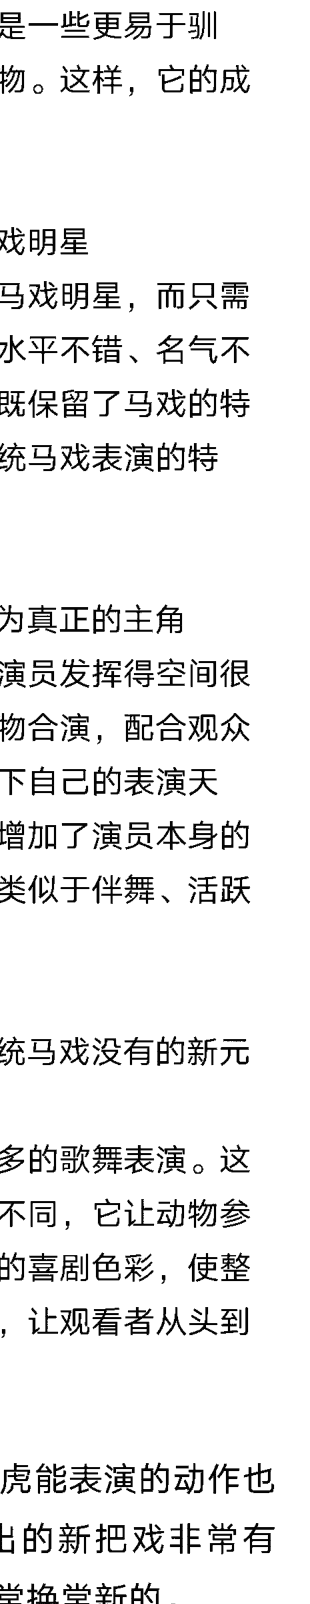 是一些更易于驯
物。这样，它的成
戏明星
马戏明星，而只需
水平不错、名气不
既保留了马戏的特
统马戏表演的特
为真正的主角
演员发挥得空间很
物合演，配合观众
下自己的表演天
增加了演员本身的
类似于伴舞、活跃
统马戏没有的新元
多的歌舞表演。这
不同，它让动物参
的喜剧色彩，使整
，让观看者从头到
虎能表演的动作也
出的新把戏非常有
常换常新的。